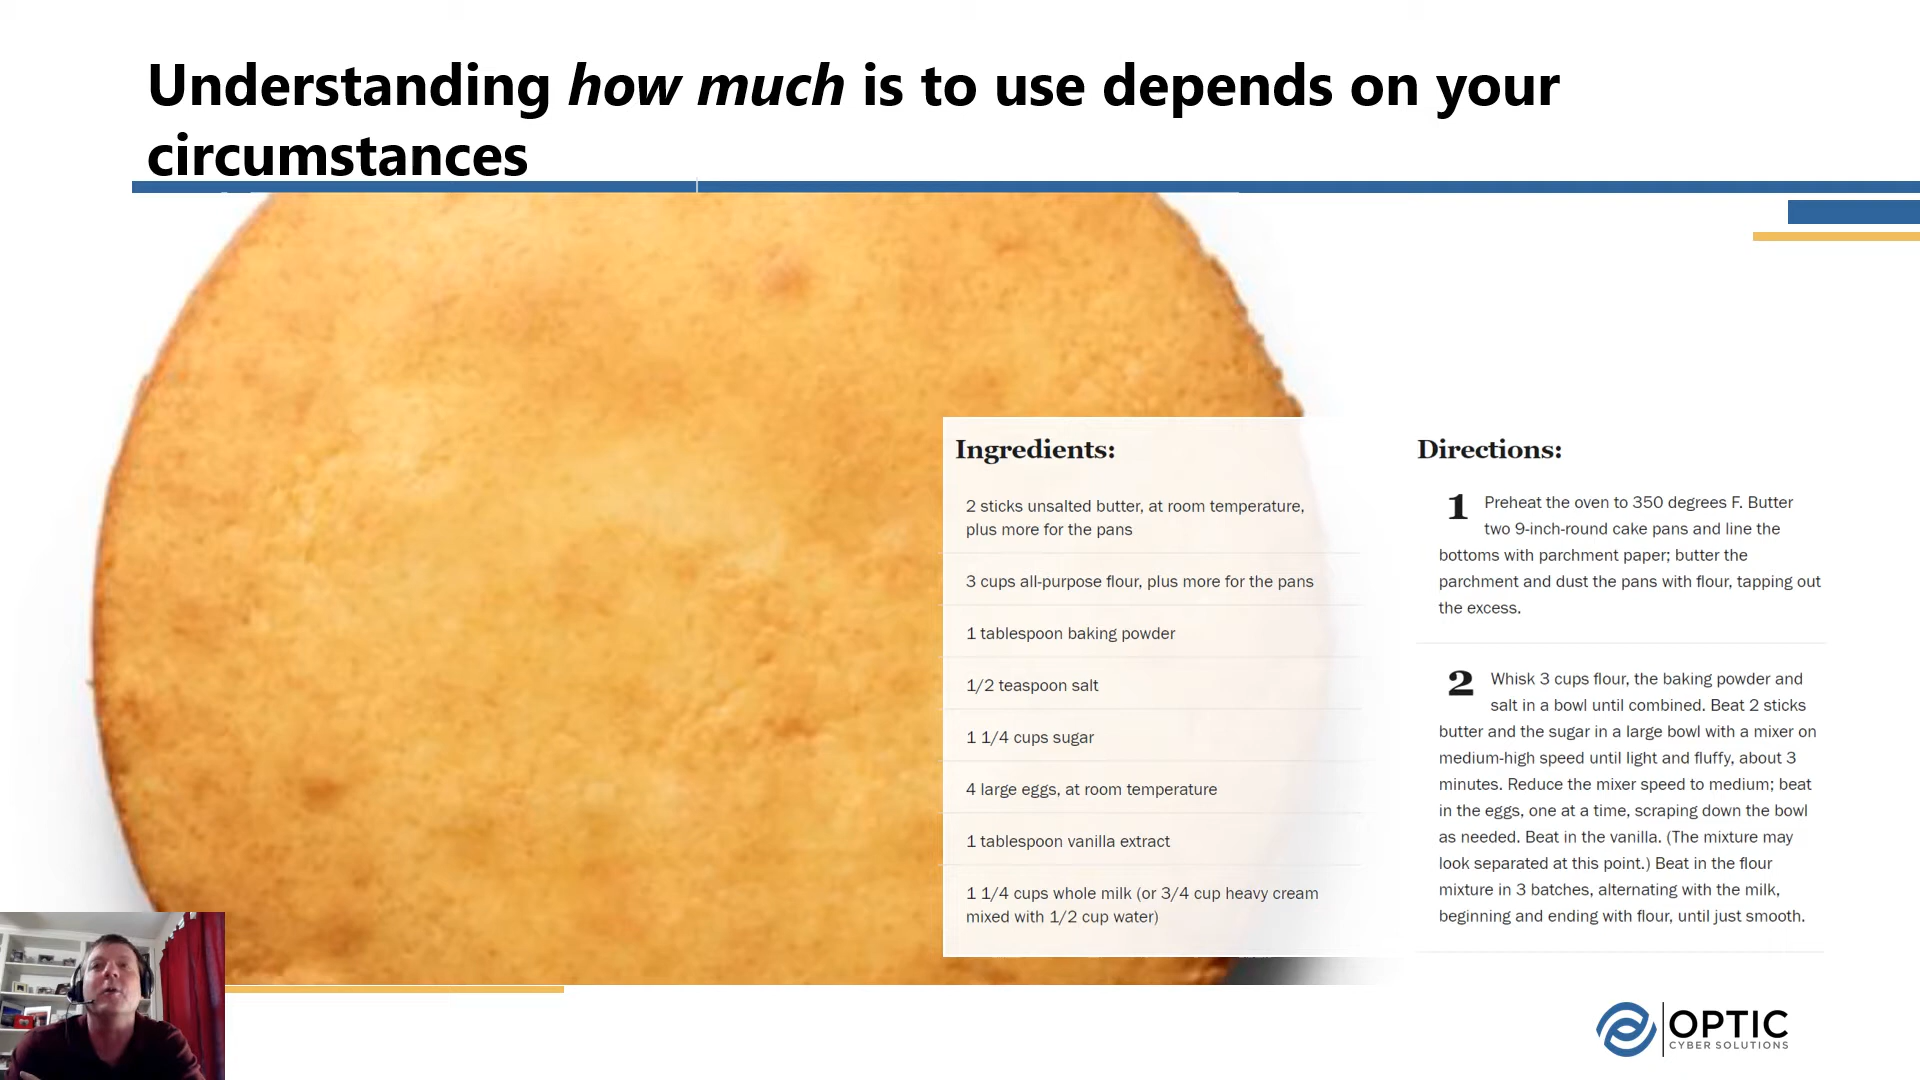 Understanding how much is to use depends on your
circumstances
Ingredients:
2 sticks unsalted butter, at room temperature,
plus more for the pans
3 cups all-purpose flour, plus more for the pans
1 tablespoon baking powder
1/2 teaspoon salt
1 1/4 cups sugar
4 large eggs, at room temperature
1 tablespoon vanilla extract
1 1/4 cups whole milk (or 3/4 cup heavy cream
mixed with 1/2 cup water)
Directions:
1 Preheat the oven to 350 degrees F. Butter
two 9-inch-round cake pans and line the
bottoms with parchment paper; butter the
parchment and dust the pans with flour, tapping out
the excess.
2 Whisk 3 cups flour, the baking powder and
salt in a bowl until combined. Beat 2 sticks
butter and the sugar in a large bowl with a mixer on
medium-high speed until light and fluffy, about 3
minutes. Reduce the mixer speed to medium; beat
in the eggs, one at a time, scraping down the bowl
as needed. Beat in the vanilla. (The mixture may
look separated at this point.) Beat in the flour
mixture in 3 batches, alternating with the milk,
beginning and ending with flour, until just smooth.
OPTIC
CYBER SOLUTIONS